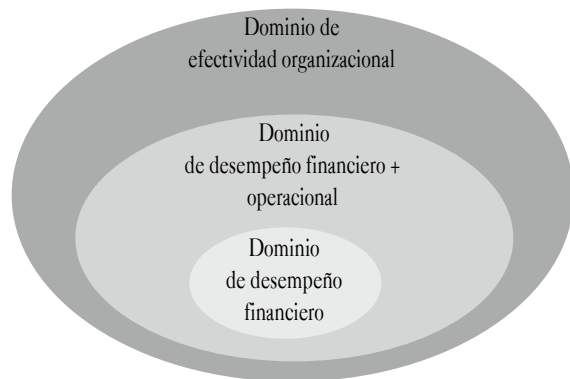 Dominio de
efectividad organizacional
Dominio
de desempeño financiero +
operacional
Dominio
de desempeño
financiero